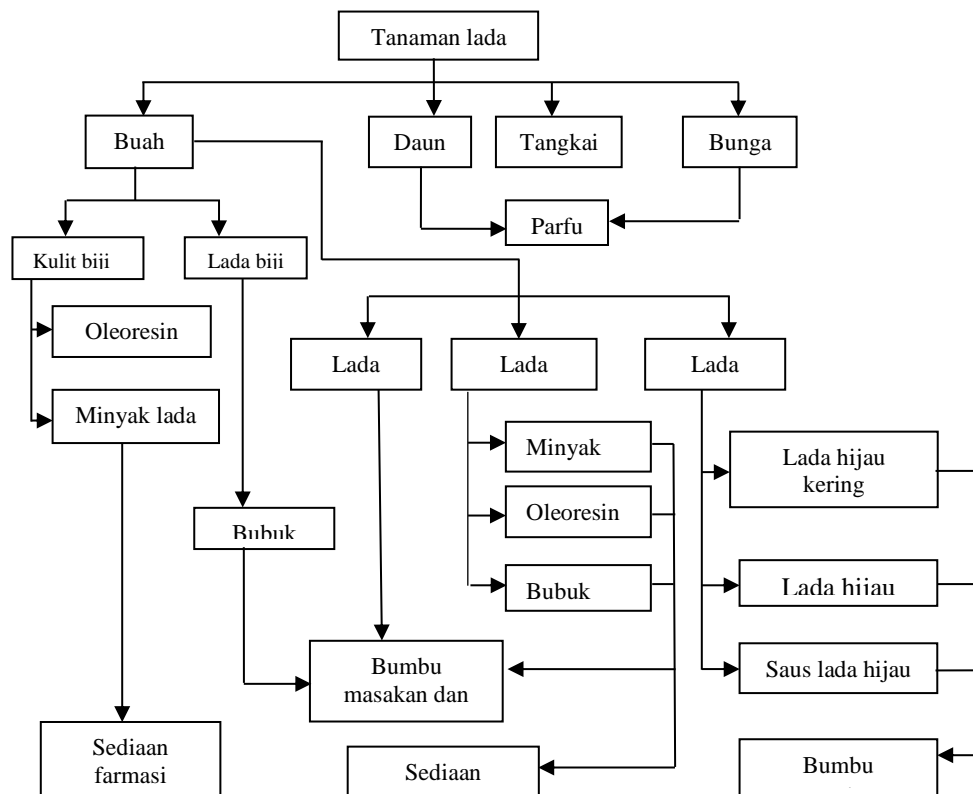 Tanaman lada
Buah
Daun
Tangkai
Bunga
Parfu
Kulit biji
Lada biji
Oleoresin
Lada
Lada
Lada
Minyak lada
Minyak
Lada hijau
kering
Oleoresin
Bubuk
Bubuk
Lada hijau
Bumbu
masakan dan
Saus lada hijau
Sediaan
farmasi
Sediaan
Bumbu